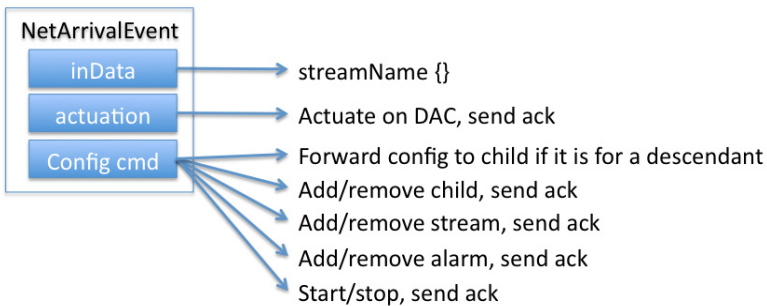 NetArrivalEvent
inData
streamName {}
actuation
Actuate on DAC, send ack
Config cmd
Forward config to child if it is for a descendant
Add/remove child, send ack
Add/remove stream, send ack
Add/remove alarm, send ack
Start/stop, send ack